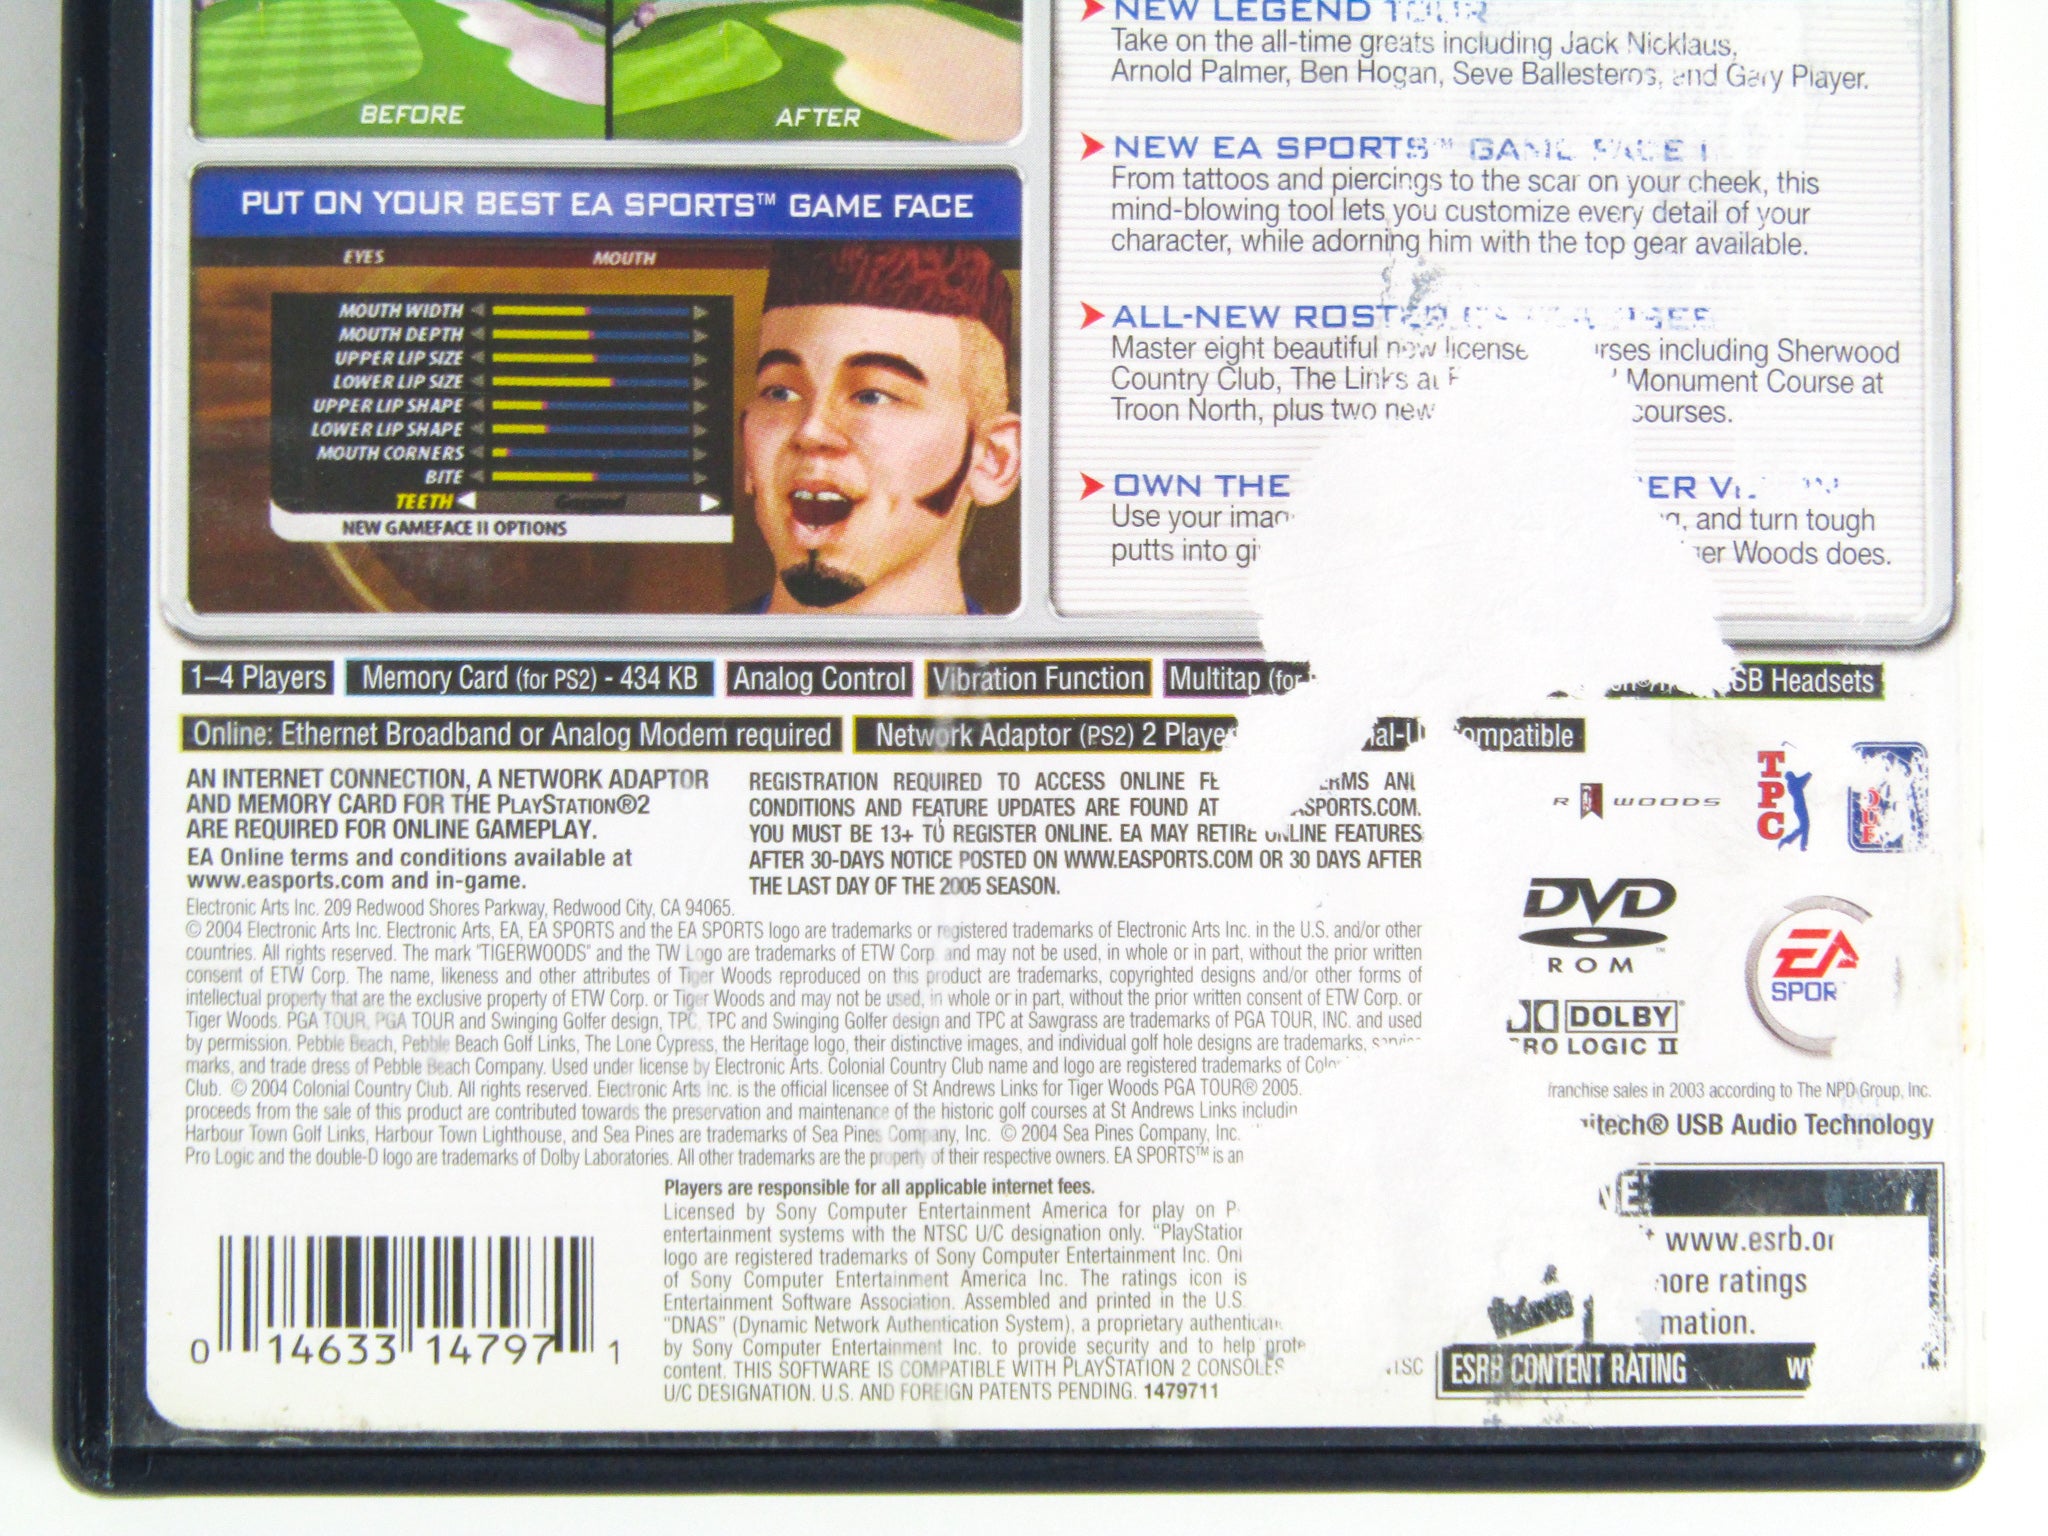 BEFORE
AFTER
PUT ON YOUR BEST EA SPORTS™ GAME FACE
EYES MOUTH
MOUTH WIDTH
MOUTH DEPTH
UPPER LIP SIZE
LOWER LIP SIZE
UPPER LIP SHAPE
LOWER LIP SHAPE
MOUTH CORNERS
BITE
TEETH
NEW GAMEFACE II OPTIONS
NEW LEGEND TOUR
Take on the all-time greats including Jack Nicklaus,
Arnold Palmer, Ben Hogan, Seve Ballesteros, and Gary Player.
NEW EA SPORTS™ GAME FACE
From tattoos and piercings to the scar on your cheek, this
mind-blowing tool lets you customize every detail of your
character, while adorning him with the top gear available.
ALL-NEW
Master eight beautiful new including Sherwood
Country Club, The Links at Monument Course at
Troon North, plus two new courses.
OWN THE
Use your and turn tough
putts into Woods does.
1–4 Players Memory Card (for PS2) - 434 KB Analog Control Vibration Function Multitap (for Headsets
Online: Ethernet Broadband or Analog Modem required Network Adaptor (PS2) 2
AN INTERNET CONNECTION, A NETWORK ADAPTOR
AND MEMORY CARD FOR THE PLAYSTATION®2
ARE REQUIRED FOR ONLINE GAMEPLAY.
EA Online terms and conditions available at
www.easports.com and in-game.
REGISTRATION REQUIRED TO ACCESS ONLINE
CONDITIONS AND FEATURE UPDATES ARE FOUND AT
YOU MUST BE 13+ TO REGISTER ONLINE. EA MAY RETIRE ONLINE FEATURES
AFTER 30-DAYS NOTICE POSTED ON WWW.EASPORTS.COM OR 30 DAYS AFTER
THE LAST DAY OF THE 2005 SEASON.
WOODS
TPC
DVD
ROM
EA
DOLBY
LOGIC II
Electronic Arts Inc. 209 Redwood Shores Parkway, Redwood City, CA 94065.
© 2004 Electronic Arts Inc. Electronic Arts, EA, EA SPORTS and the EA SPORTS logo are trademarks or registered trademarks of Electronic Arts Inc. in the U.S. and/or other
countries. All rights reserved. The mark "TIGERWOODS" and the TW Logo are trademarks of ETW Corp. and may not be used, in whole or in part, without the prior written
consent of ETW Corp. The name, likeness and other attributes of Tiger Woods reproduced on this product are trademarks, copyrighted designs and/or other forms of
intellectual property that are the exclusive property of ETW Corp. or Tiger Woods and may not be used, in whole or in part, without the prior written consent of ETW Corp. or
Tiger Woods. PGA TOUR, PGA TOUR and Swinging Golfer design, TPC, TPC and Swinging Golfer design and TPC at Sawgrass are trademarks of PGA TOUR, INC. and used
by permission. Pebble Beach, Pebble Beach Golf Links, The Lone Cypress, the Heritage logo, their distinctive images, and individual golf hole designs are trademarks, service
marks, and trade dress of Pebble Beach Company. Used under license by Electronic Arts. Colonial Country Club name and logo are registered trademarks of
Club. © 2004 Colonial Country Club. All rights reserved. Electronic Arts Inc. is the official licensee of St Andrews Links for Tiger Woods PGA TOUR® 2005.
proceeds from the sale of this product are contributed towards the preservation and maintenance of the historic golf courses at St Andrews Links
Harbour Town Golf Links, Harbour Town Lighthouse, and Sea Pines are trademarks of Sea Pines Company, Inc. © 2004 Sea Pines Company, Inc.
Pro Logic and the double-D logo are trademarks of Dolby Laboratories. All other trademarks are the property of their respective owners. EA SPORTS™ is an
franchise sales in 2003 according to The NPD Group, Inc.
USB Audio Technology
Players are responsible for all applicable internet fees.
Licensed by Sony Computer Entertainment America for play on
entertainment systems with the NTSC U/C designation only.
logo are registered trademarks of Sony Computer Entertainment Inc.
of Sony Computer Entertainment America Inc. The ratings icon is
Entertainment Software Association. Assembled and printed in the U.S.
"DNAS" (Dynamic Network Authentication System), a proprietary
by Sony Computer Entertainment Inc. to provide security and to help
content. THIS SOFTWARE IS COMPATIBLE WITH PLAYSTATION 2 CONSOLES NTSC
U/C DESIGNATION. U.S. AND FOREIGN PATENTS PENDING. 1479711
www.esrb.or
ratings
ESRB CONTENT RATING
0 14633 14797 1